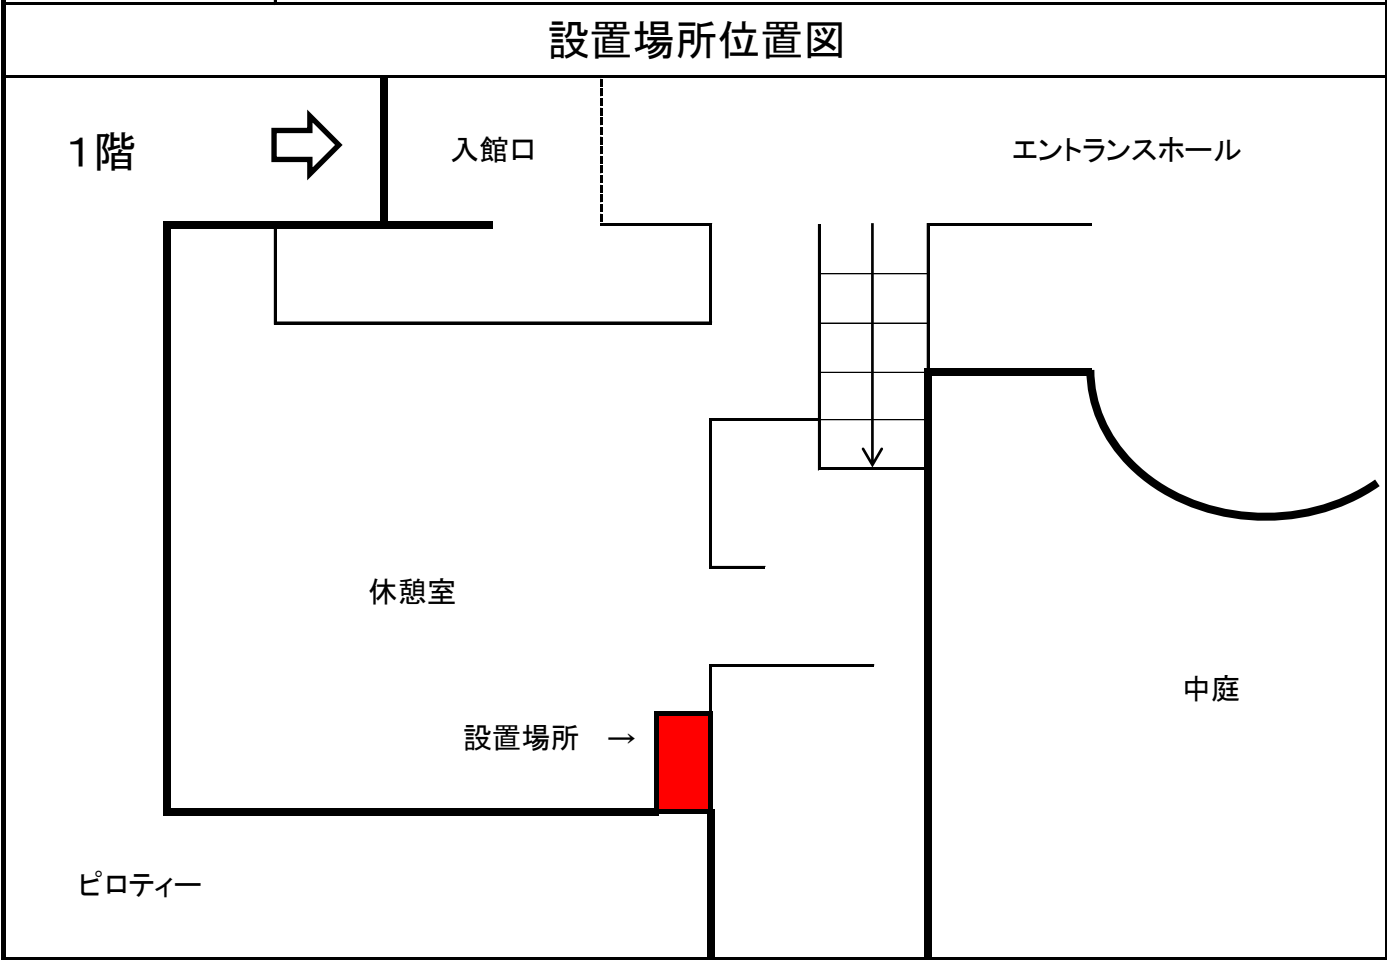 設置場所位置図
1階
入館口
エントランスホール
休憩室
中庭
設置場所 →
ピロティー